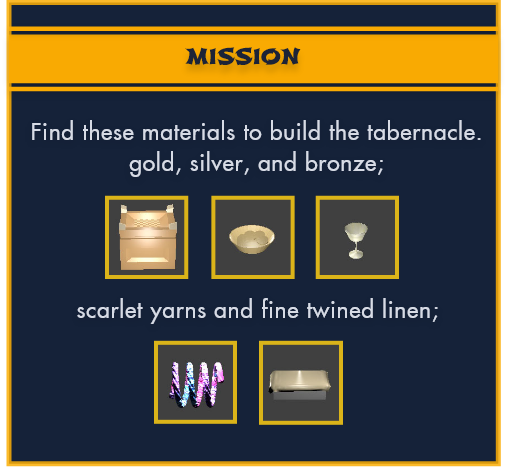 MISSION
Find these materials to build the tabernacle.
gold, silver, and bronze;
scarlet yarns and fine twined linen;